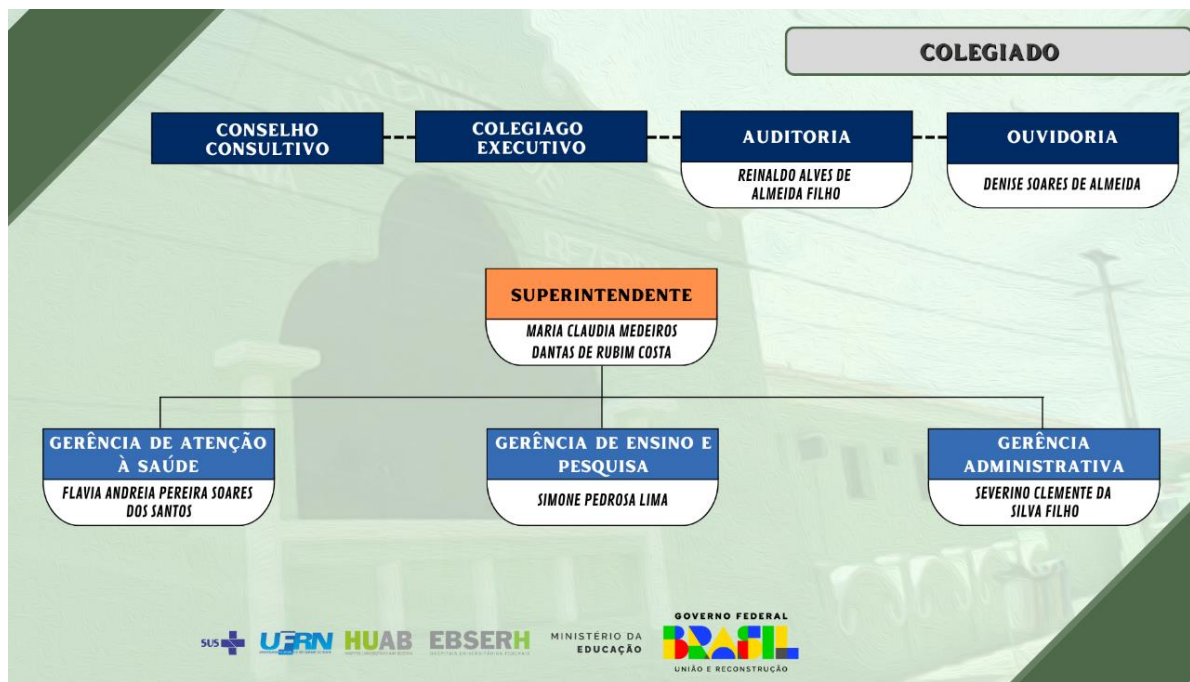 COLEGIADO
CONSELHO
CONSULTIVO
COLEGIAGO
EXECUTIVO
AUDITORIA
REINALDO ALVES DE
ALMEIDA FILHO
OUVIDORIA
DENISE SOARES DE ALMEIDA
SUPERINTENDENTE
MARIA CLAUDIA MEDEIROS
DANTAS DE RUBIM COSTA
GERÊNCIA DE ATENÇÃO
À SAÚDE
FLAVIA ANDREIA PEREIRA SOARES
DOS SANTOS
GERÊNCIA DE ENSINO E
PESQUISA
SIMONE PEDROSA LIMA
GERÊNCIA
ADMINISTRATIVA
SEVERINO CLEMENTE DA
SILVA FILHO
SUS
UFRN
HUAB
EBSERH
HOSPITAIS UNIVERSITÁRIOS FEDERAIS
MINISTÉRIO DA
EDUCAÇÃO
GOVERNO FEDERAL
BRASIL
UNIÃO E RECONSTRUÇÃO